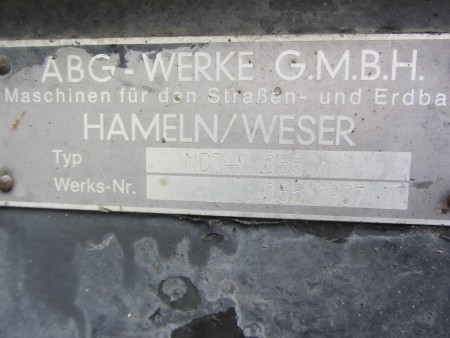 ABG-WERKE G.M.B.H.
Maschinen für den Straßen- und Erdba
HAMELN/WESER
Typ
Werks-Nr.